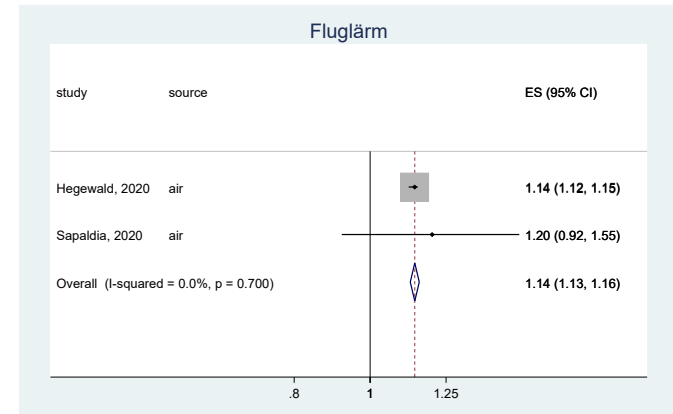 Fluglärm
study source ES (95% CI)
Hegewald, 2020 air 1.14 (1.12, 1.15)
Sapaldia, 2020 air 1.20 (0.92, 1.55)
Overall (I-squared = 0.0%, p = 0.700) 1.14 (1.13, 1.16)
.8 1 1.25